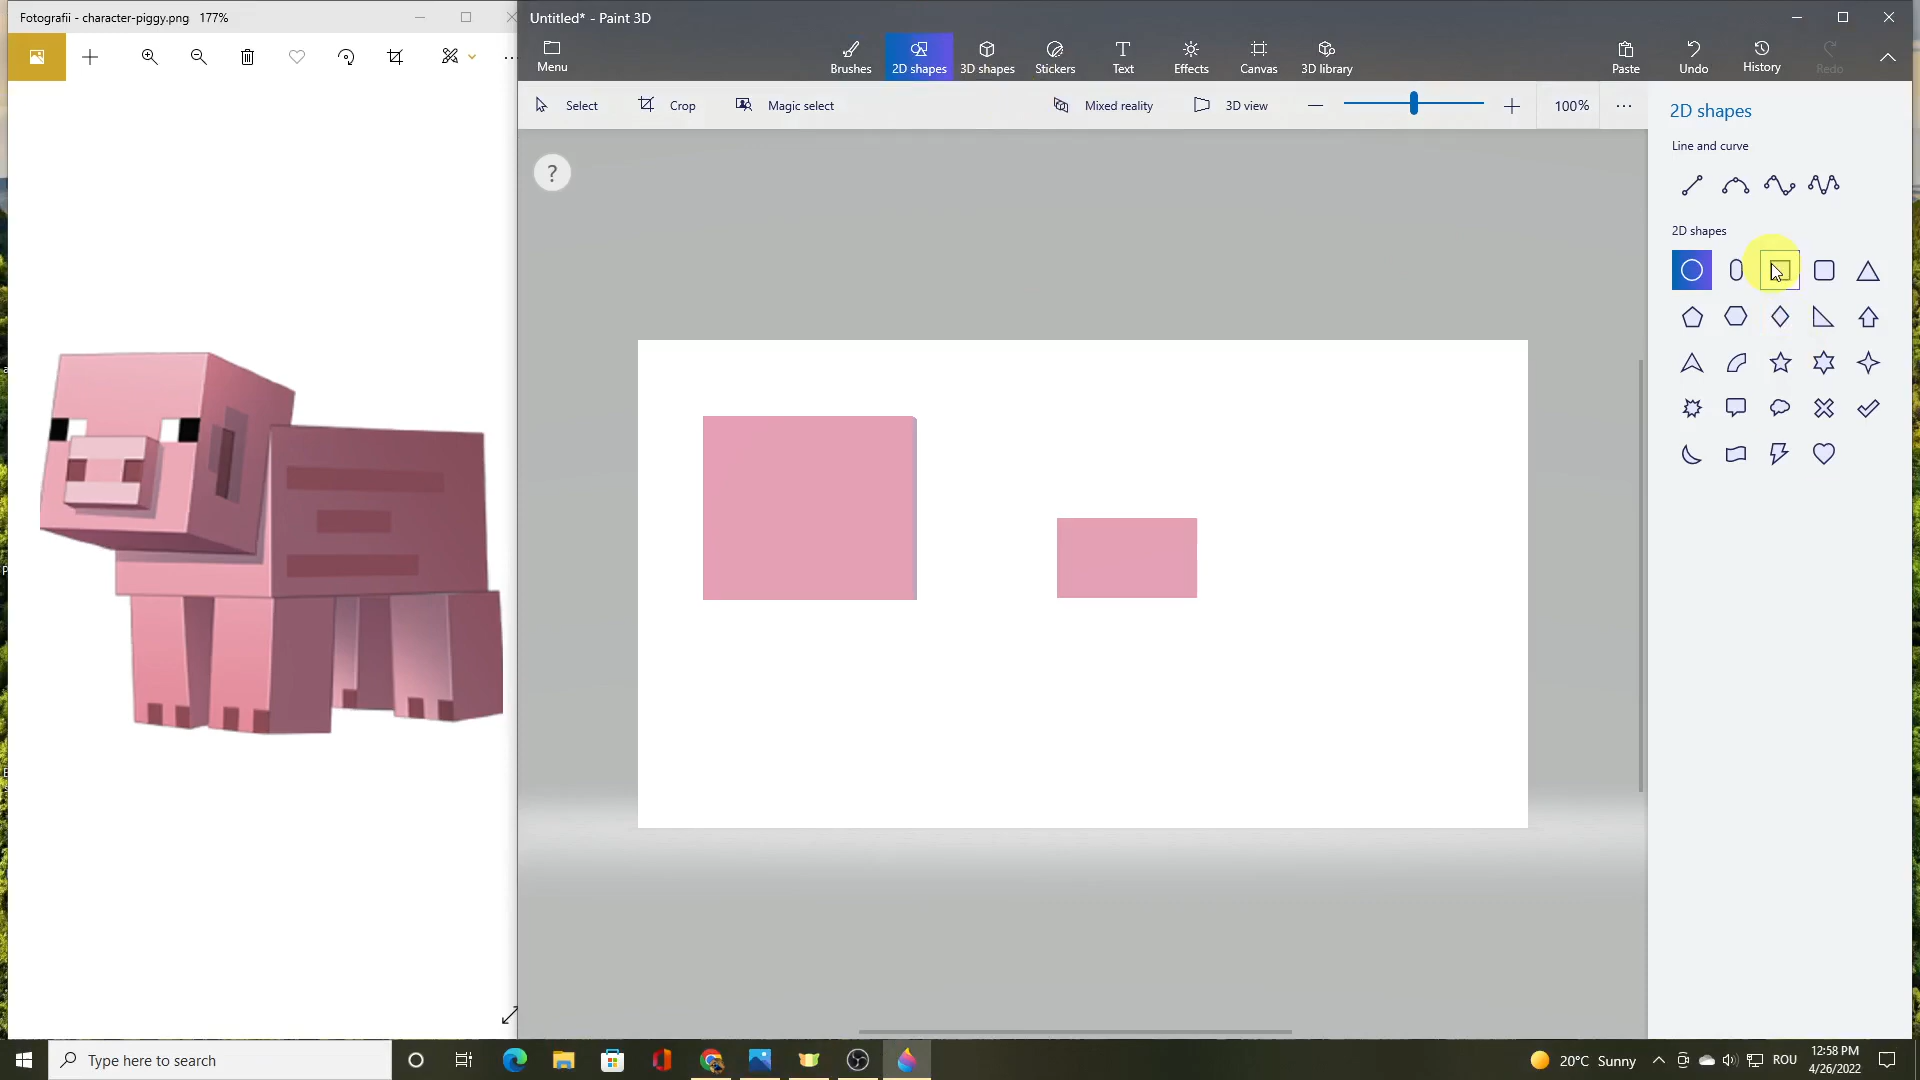 Fotografii - character-piggy.png 177%
Untitled* - Paint 3D
Menu
Brushes
2D shapes
3D shapes
Stickers
Text
Effects
Canvas
3D library
Paste
Undo
History
Redo
Select
Crop
Magic select
Mixed reality
3D view
100%
?
2D shapes
Line and curve
2D shapes
Type here to search
20°C Sunny
ROU
12:58 PM
4/26/2022